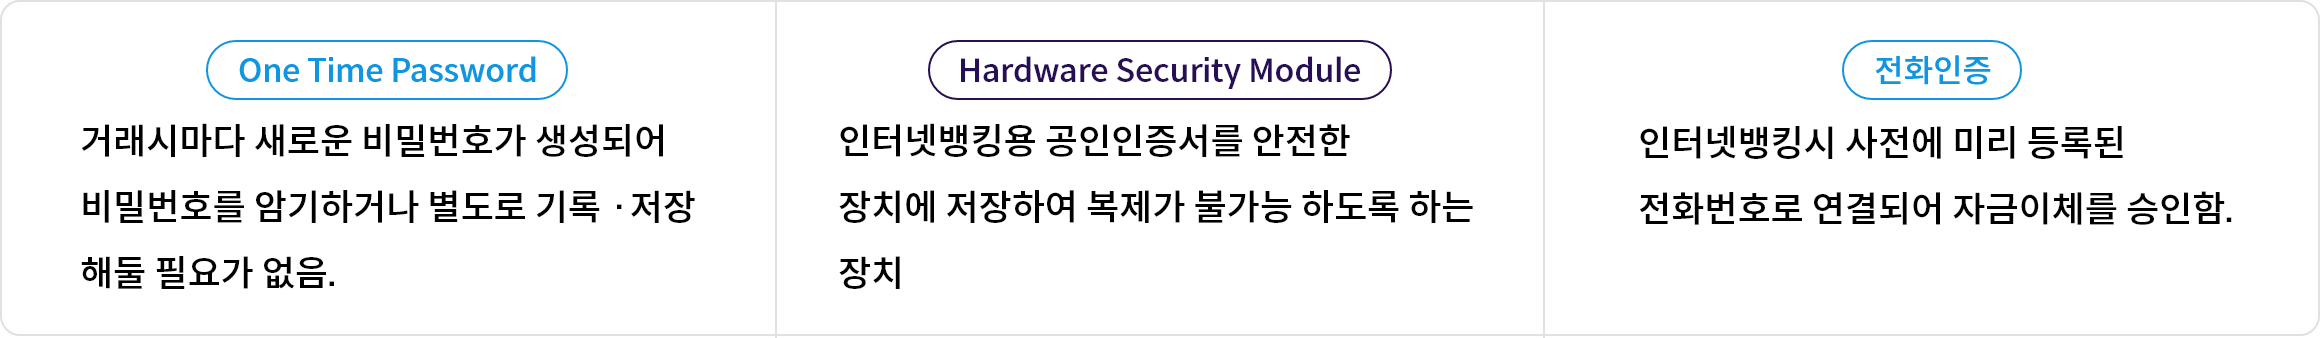 One Time Password
거래시마다 새로운 비밀번호가 생성되어
비밀번호를 암기하거나 별도로 기록 ·저장
해둘 필요가 없음.
Hardware Security Module
인터넷뱅킹용 공인인증서를 안전한
장치에 저장하여 복제가 불가능 하도록 하는
장치
전화인증
인터넷뱅킹시 사전에 미리 등록된
전화번호로 연결되어 자금이체를 승인함.